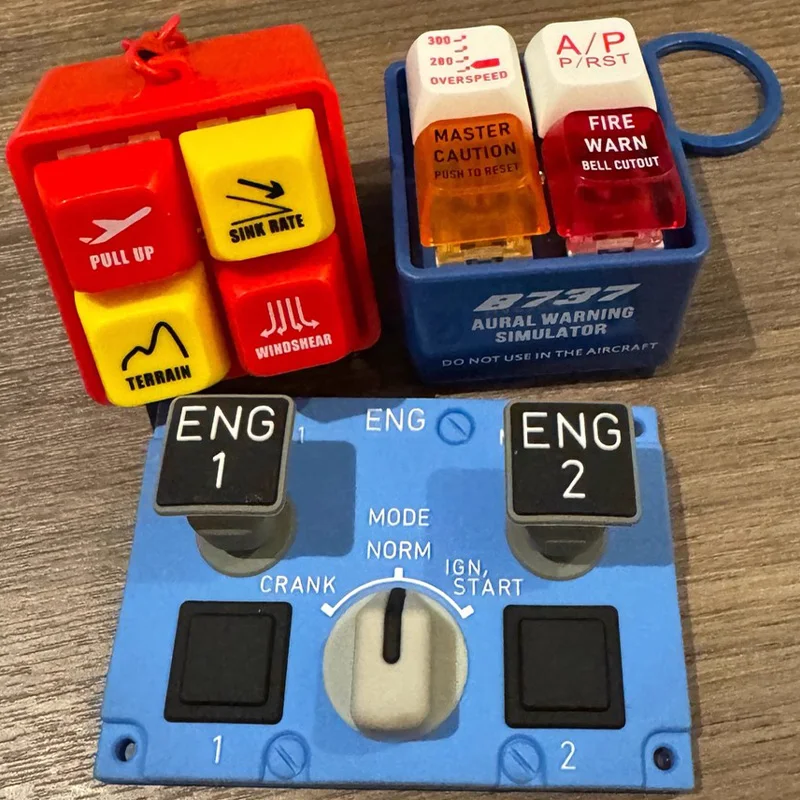 PULL UP
SINK RATE
TERRAIN
WINDSHEAR
300
200
OVERSPEED
A/P
P/RST
MASTER
CAUTION
PUSH TO RESET
FIRE
WARN
BELL CUTOUT
B737
AURAL WARNING
SIMULATOR
DO NOT USE IN THE AIRCRAFT
ENG
1
1
ENG
ENG
2
MODE
NORM
CRANK
IGN,
START
1
2